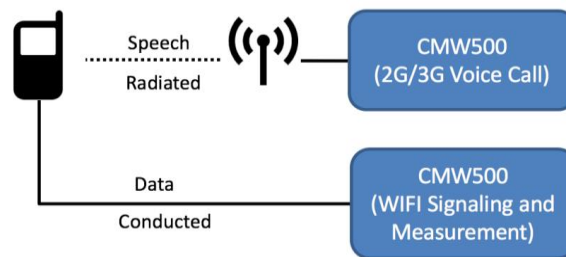 Speech
Radiated
CMW500
(2G/3G Voice Call)
Data
Conducted
CMW500
(WIFI Signaling and
Measurement)